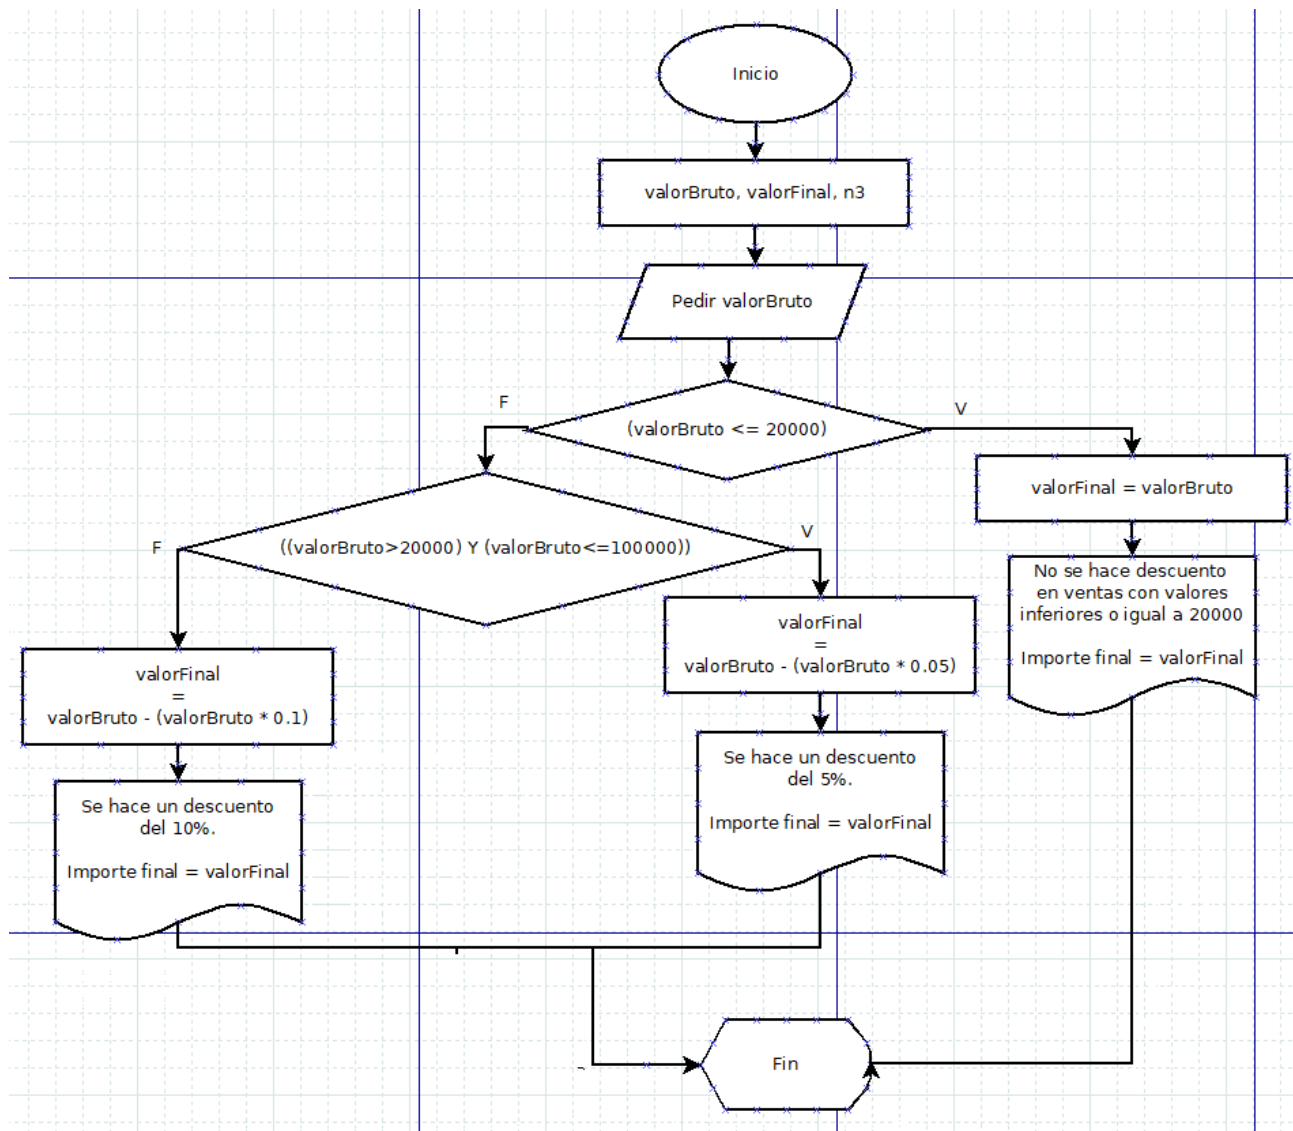 Inicio
valorBruto, valorFinal, n3
Pedir valorBruto
(valorBruto <= 20000)
F
V
valorFinal = valorBruto
No se hace descuento
en ventas con valores
inferiores o igual a 20000
Importe final = valorFinal
((valorBruto>20000) Y (valorBruto<=100000))
F
V
valorFinal
=
valorBruto - (valorBruto * 0.05)
Se hace un descuento
del 5%.
Importe final = valorFinal
valorFinal
=
valorBruto - (valorBruto * 0.1)
Se hace un descuento
del 10%.
Importe final = valorFinal
Fin